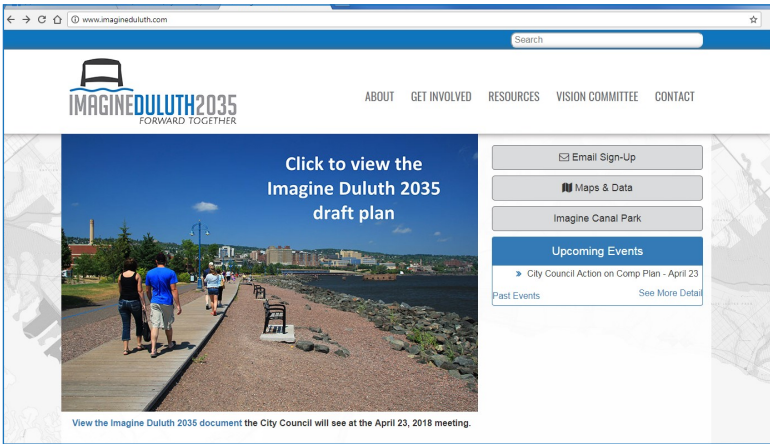 www.imagineduluth.com
Search
IMAGINEDULUTH2035
FORWARD TOGETHER
ABOUT GET INVOLVED RESOURCES VISION COMMITTEE CONTACT
Click to view the
Imagine Duluth 2035
draft plan
Email Sign-Up
Maps & Data
Imagine Canal Park
Upcoming Events
» City Council Action on Comp Plan - April 23
Past Events See More Detail
View the Imagine Duluth 2035 document the City Council will see at the April 23, 2018 meeting.